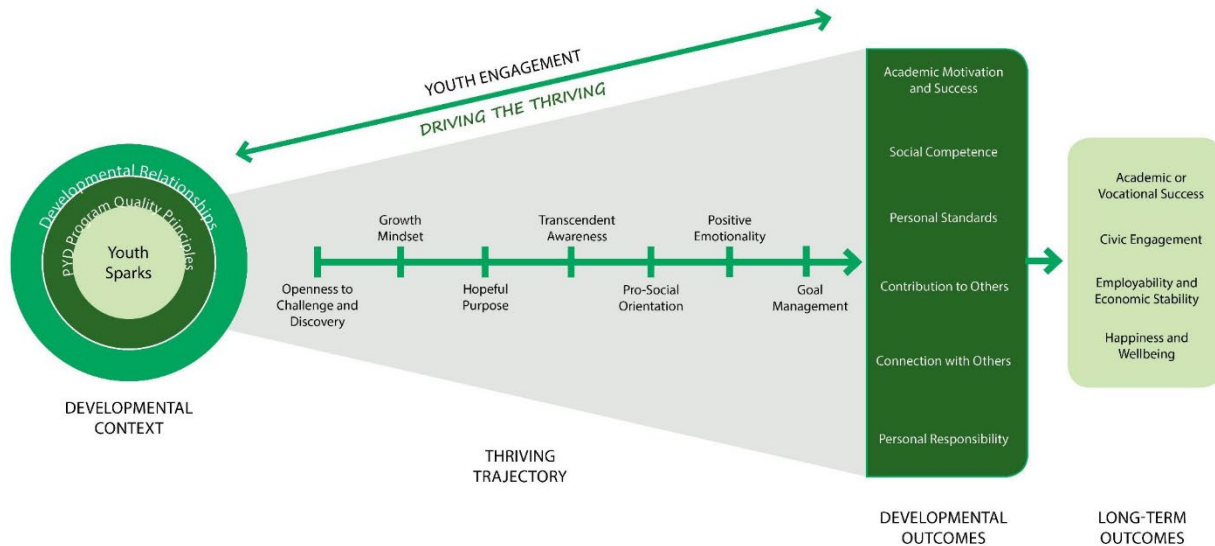 YOUTH ENGAGEMENT
DRIVING THE THRIVING
Developmental Relationships
PYD Program Quality Principles
Youth
Sparks
DEVELOPMENTAL
CONTEXT
Growth
Mindset
Transcendent
Awareness
Positive
Emotionality
Openness to
Challenge and
Discovery
Hopeful
Purpose
Pro-Social
Orientation
Goal
Management
THRIVING
TRAJECTORY
Academic Motivation
and Success
Social Competence
Personal Standards
Contribution to Others
Connection with Others
Personal Responsibility
DEVELOPMENTAL
OUTCOMES
Academic or
Vocational Success
Civic Engagement
Employability and
Economic Stability
Happiness and
Wellbeing
LONG-TERM
OUTCOMES